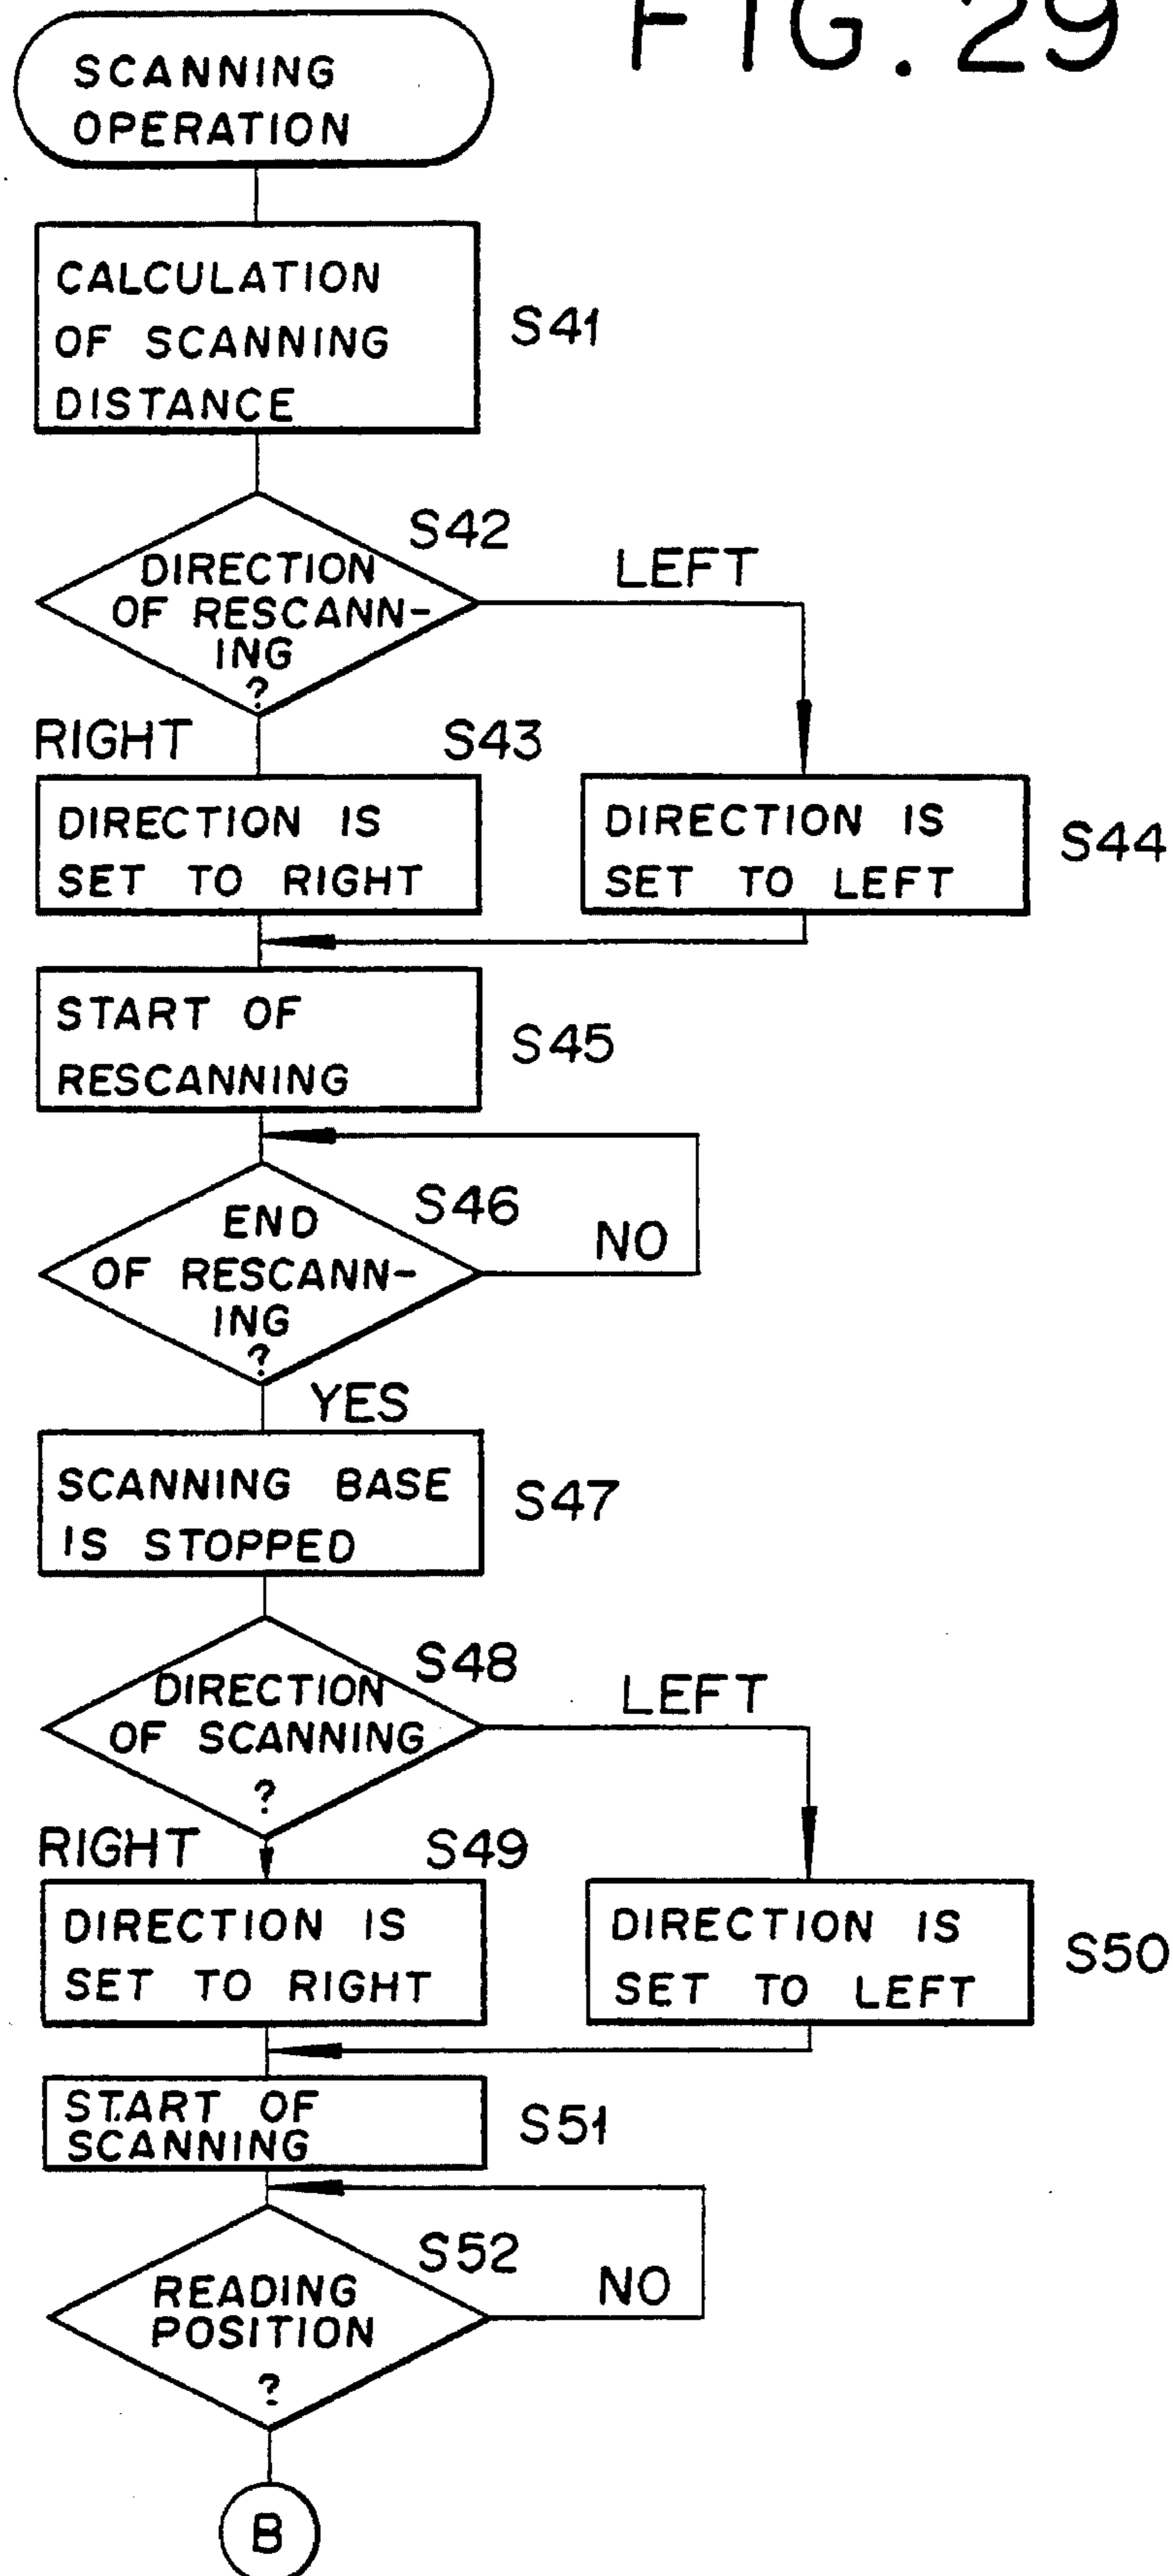 FIG. 29
SCANNING
OPERATION
CALCULATION
OF SCANNING
DISTANCE
S41
S42
DIRECTION
OF RESCANN-
ING
?
LEFT
RIGHT
S43
DIRECTION IS
SET TO RIGHT
DIRECTION IS
SET TO LEFT
S44
START OF
RESCANNING
S45
S46
END
OF RESCANN-
ING
?
NO
YES
SCANNING BASE
IS STOPPED
S47
S48
DIRECTION
OF SCANNING
?
LEFT
RIGHT
S49
DIRECTION IS
SET TO RIGHT
DIRECTION IS
SET TO LEFT
S50
START OF
SCANNING
S51
S52
READING
POSITION
?
NO
B